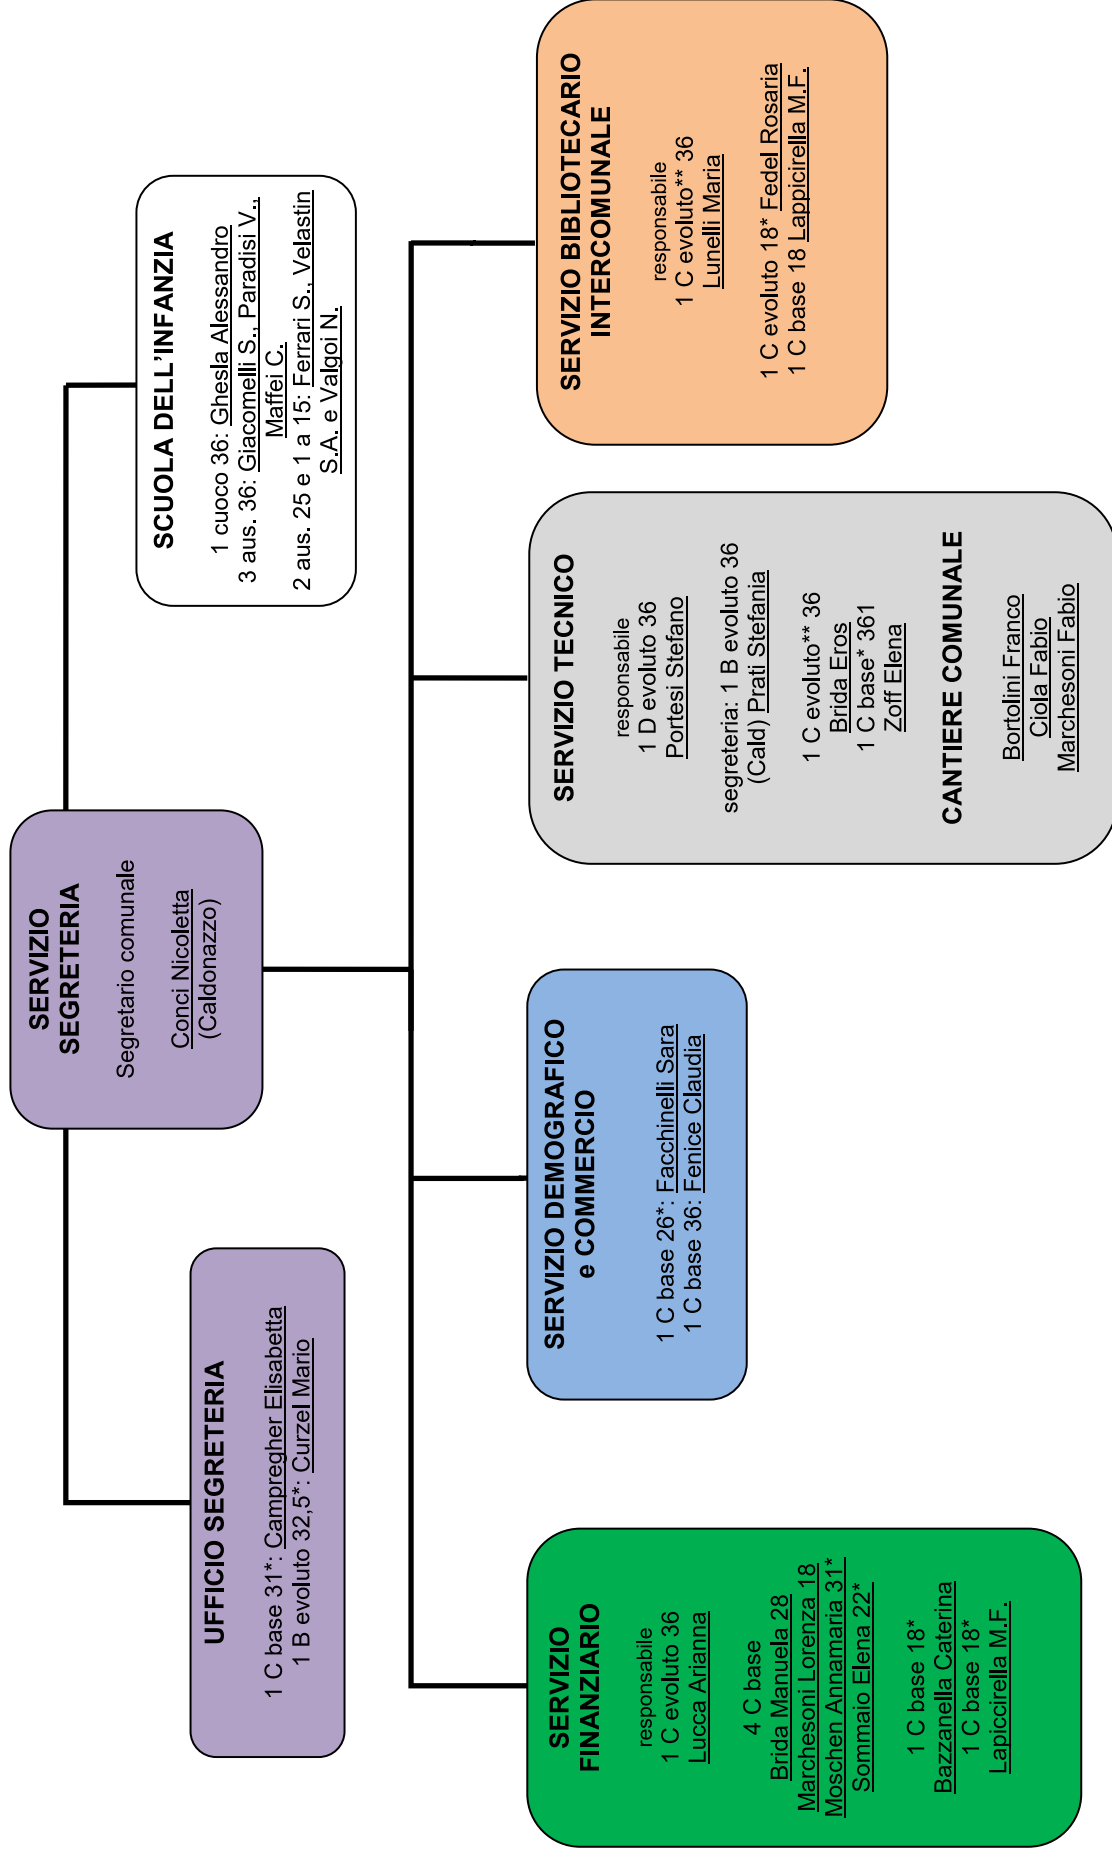 SERVIZIO
SEGRETERIA
Segretario comunale
Conci Nicoletta
(Caldonazzo)
UFFICIO SEGRETERIA
1 C base 31*: Campregher Elisabetta
1 B evoluto 32,5*: Curzel Mario
SCUOLA DELL'INFANZIA
1 cuoco 36: Ghesla Alessandro
3 aus. 36: Giacomelli S., Paradisi V.,
Maffei C.
2 aus. 25 e 1 a 15: Ferrari S., Velastin
S.A. e Valgoi N.
SERVIZIO
FINANZIARIO
responsabile
1 C evoluto 36
Lucca Arianna
4 C base
Brida Manuela 28
Marchesoni Lorenza 18
Moschen Annamaria 31*
Sommaio Elena 22*
1 C base 18*
Bazzanella Caterina
1 C base 18*
Lapiccirella M.F.
SERVIZIO DEMOGRAFICO
e COMMERCIO
1 C base 26*: Facchinelli Sara
1 C base 36: Fenice Claudia
SERVIZIO TECNICO
responsabile
1 D evoluto 36
Portesi Stefano
segreteria: 1 B evoluto 36
(Cald) Prati Stefania
1 C evoluto** 36
Brida Eros
1 C base* 361
Zoff Elena
CANTIERE COMUNALE
Bortolini Franco
Ciola Fabio
Marchesoni Fabio
SERVIZIO BIBLIOTECARIO
INTERCOMUNALE
responsabile
1 C evoluto** 36
Lunelli Maria
1 C evoluto 18* Fedel Rosaria
1 C base 18 Lappicirella M.F.